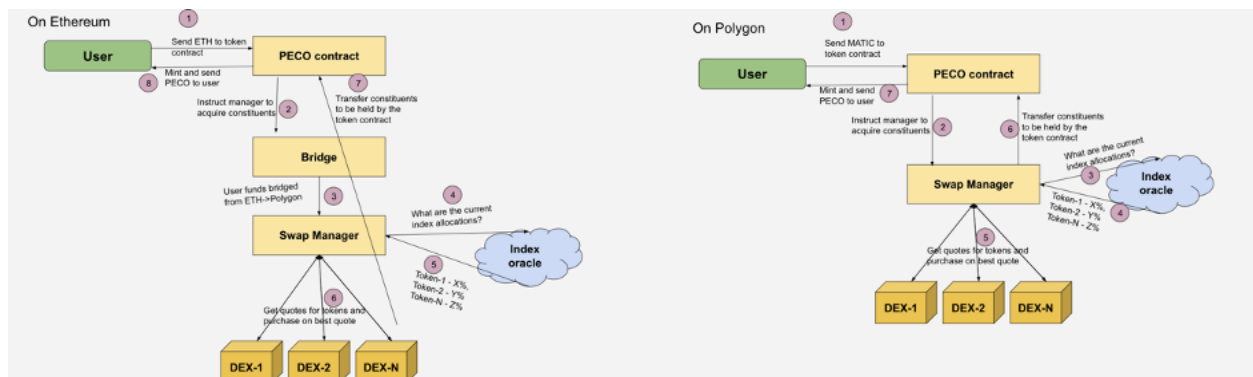 On Ethereum
1
Send ETH to token
contract
User
PECO contract
8
Mint and send
PECO to user
7
Instruct manager to
acquire constituents
2
Transfer constituents
to be held by the
token contract
Bridge
User funds bridged
from ETH->Polygon
3
4
What are the current
index allocations?
Swap Manager
Index
oracle
5
Token-1 - X%,
Token-2 - Y%
Token-N - Z%
6
Get quotes for tokens and
purchase on best quote
DEX-1
DEX-2
DEX-N
On Polygon
1
Send MATIC to
token contract
User
PECO contract
Mint and send
PECO to user
7
Instruct manager to
acquire constituents
2
6
Transfer constituents
to be held by the
token contract
What are the current
index allocations?
3
Swap Manager
Index
oracle
Token-1 - X%,
Token-2 - Y%
Token-N - Z%
4
5
Get quotes for tokens and
purchase on best quote
DEX-1
DEX-2
DEX-N